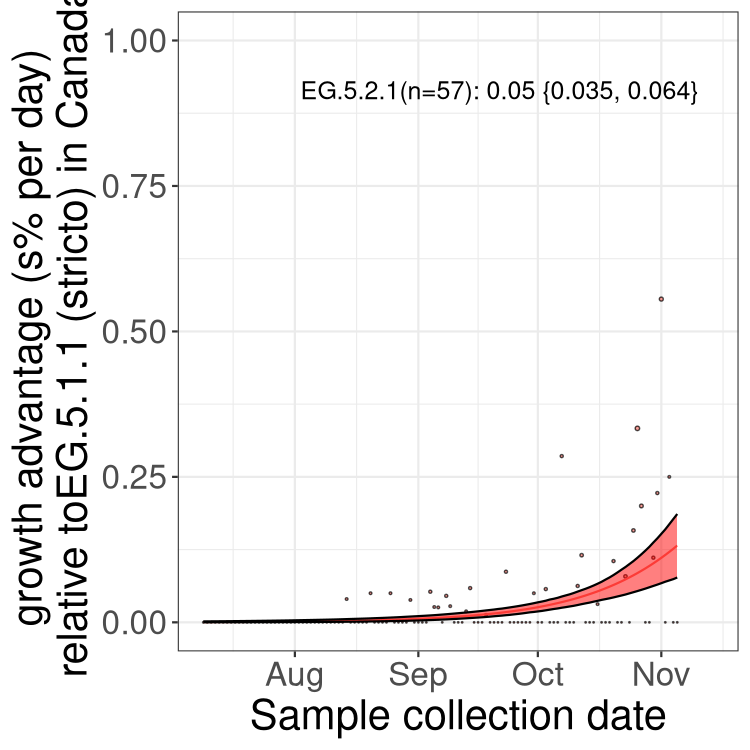 growth advantage (s% per day)
relative toEG.5.1.1 (stricto) in Canada
1.00
EG.5.2.1(n=57): 0.05 {0.035, 0.064}
0.75
0.50
0.25
0.00
Aug Sep Oct Nov
Sample collection date